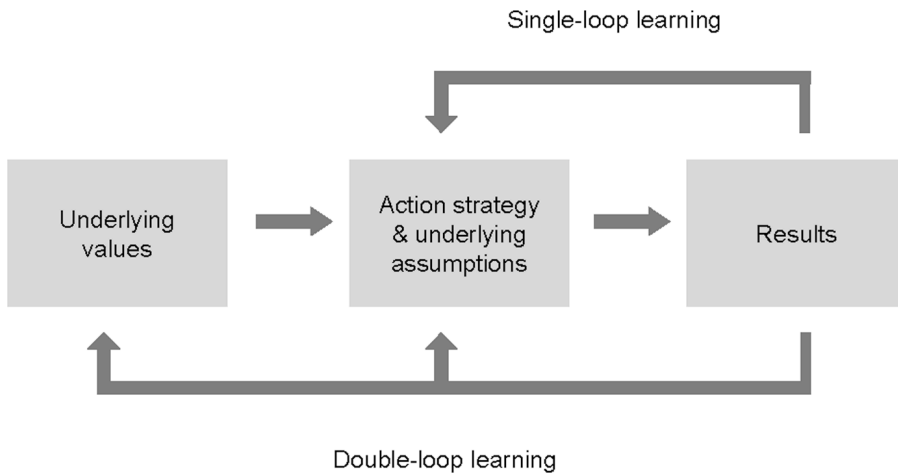 Single-loop learning
Underlying
values
Action strategy
& underlying
assumptions
Results
Double-loop learning